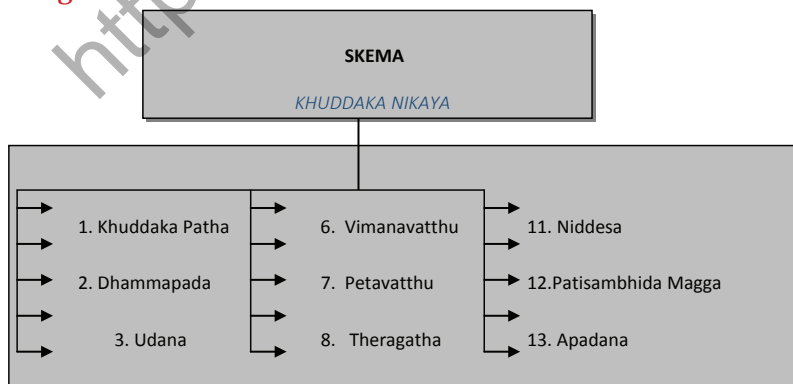 http
SKEMA
KHUDDAKA NIKAYA
1. Khuddaka Patha
6. Vimanavatthu
11. Niddesa
2. Dhammapada
7. Petavatthu
12.Patisambhida Magga
3. Udana
8. Theragatha
13. Apadana